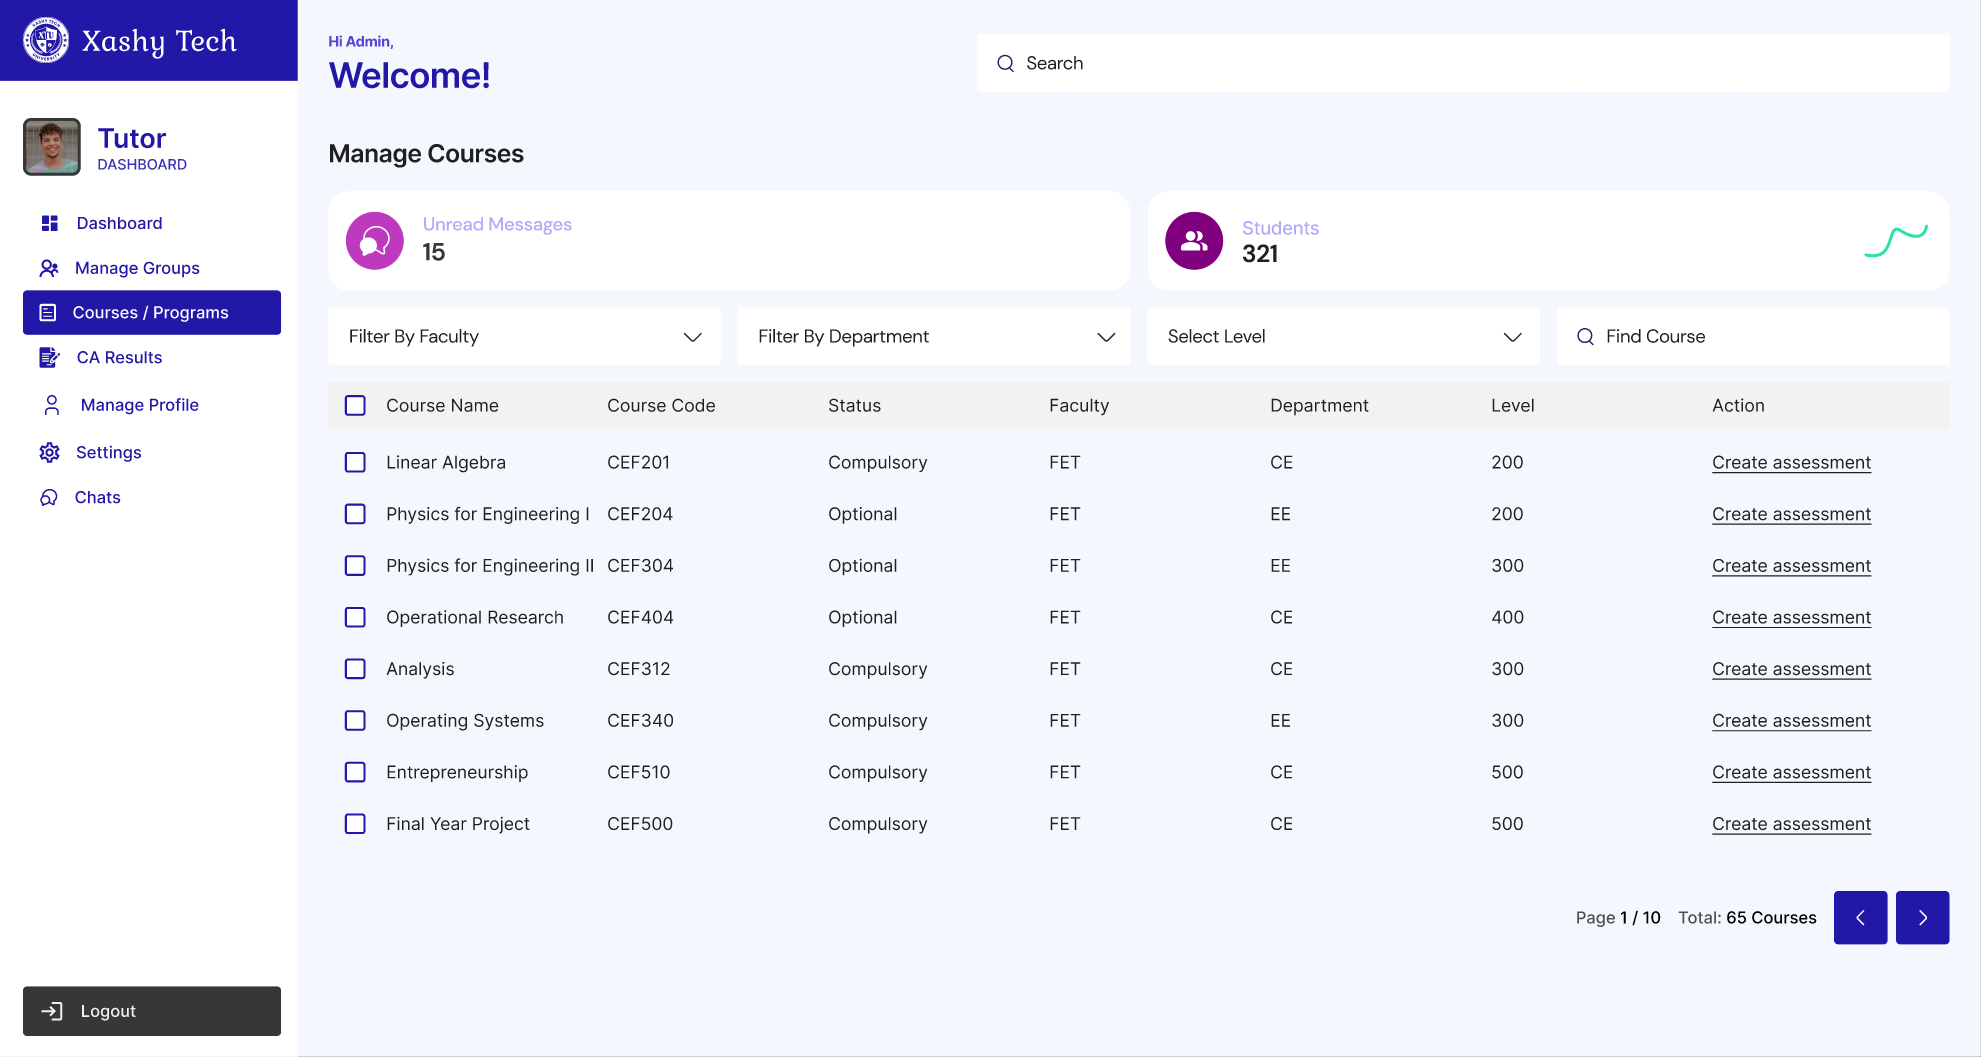 Xashy Tech
Hi Admin,
Welcome!
Search
Tutor
DASHBOARD
Dashboard
Manage Groups
Courses / Programs
CA Results
Manage Profile
Settings
Chats
Logout
Manage Courses
Unread Messages
15
Students
321
Filter By Faculty
Filter By Department
Select Level
Find Course
Course Name Course Code Status Faculty Department Level Action
Linear Algebra CEF201 Compulsory FET CE 200 Create assessment
Physics for Engineering I CEF204 Optional FET EE 200 Create assessment
Physics for Engineering II CEF304 Optional FET EE 300 Create assessment
Operational Research CEF404 Optional FET CE 400 Create assessment
Analysis CEF312 Compulsory FET CE 300 Create assessment
Operating Systems CEF340 Compulsory FET EE 300 Create assessment
Entrepreneurship CEF510 Compulsory FET CE 500 Create assessment
Final Year Project CEF500 Compulsory FET CE 500 Create assessment
Page 1 / 10 Total: 65 Courses